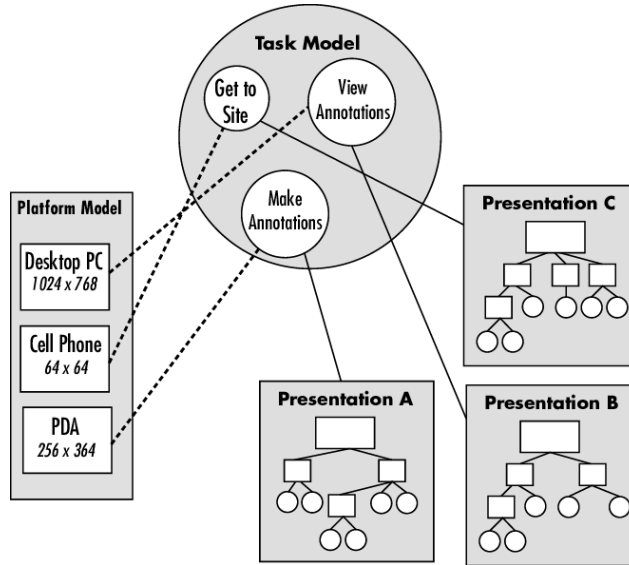 Task Model
Get to
Site
View
Annotations
Make
Annotations
Platform Model
Desktop PC
1024 x 768
Cell Phone
64 x 64
PDA
256 x 364
Presentation C
Presentation A
Presentation B